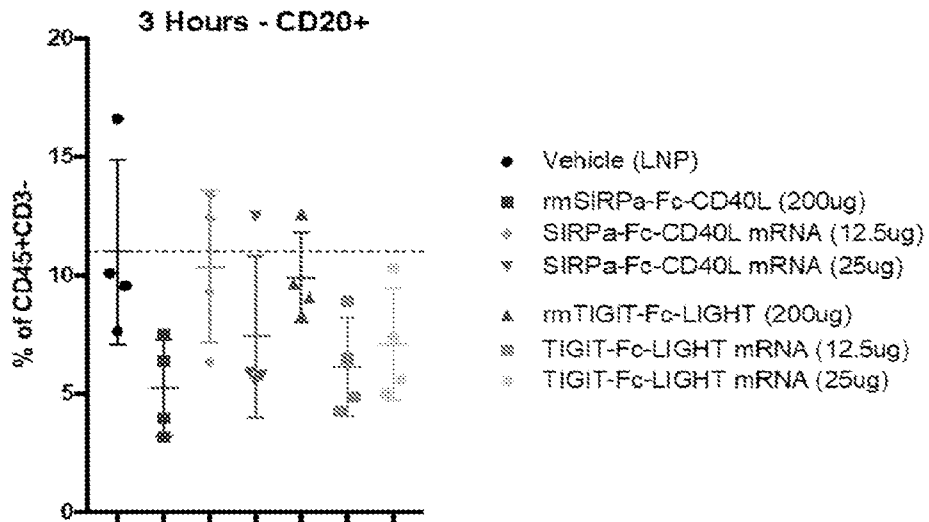 3 Hours - CD20+
20
15
10
5
0
% of CD45+CD3-
Vehicle (LNP)
rmSIRPa-Fc-CD40L (200ug)
SIRPa-Fc-CD40L mRNA (12.5ug)
SIRPa-Fc-CD40L mRNA (25ug)
rmTIGIT-Fc-LIGHT (200ug)
TIGIT-Fc-LIGHT mRNA (12.5ug)
TIGIT-Fc-LIGHT mRNA (25ug)